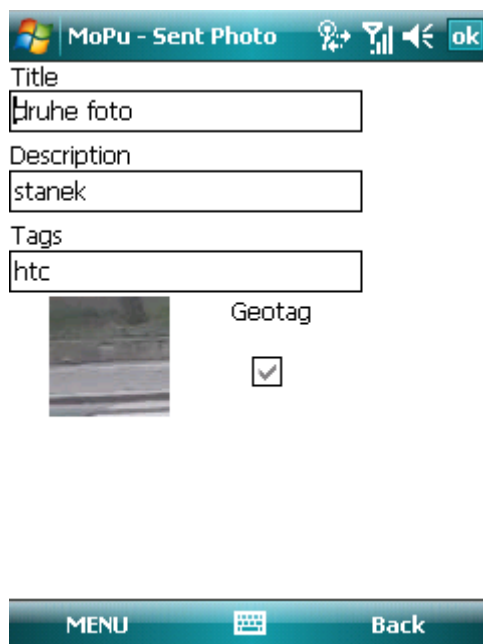 MoPu - Sent Photo ok
Title
druhe foto
Description
stanek
Tags
htc
Geotag
MENU Back